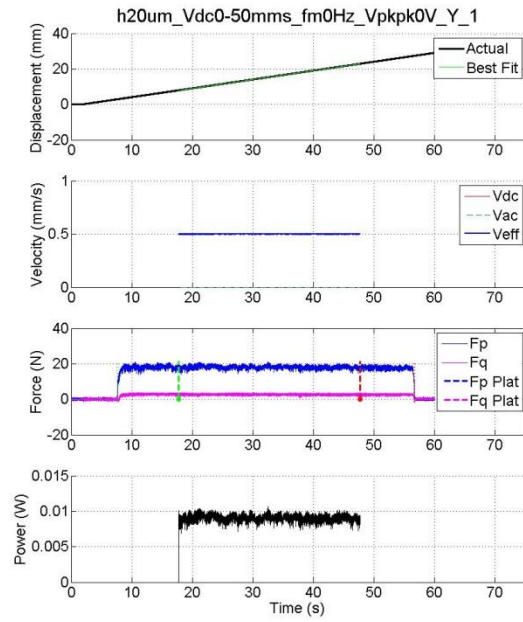 h20um_Vdc0-50mms_fm0Hz_Vpkpk0V_Y_1
Displacement (mm)
40
20
0
-20
0 10 20 30 40 50 60 70
Actual
Best Fit
Velocity (mm/s)
1
0.5
0
0 10 20 30 40 50 60 70
Vdc
Vac
Veff
Force (N)
40
20
0
-20
0 10 20 30 40 50 60 70
Fp
Fq
Fp Plat
Fq Plat
Power (W)
0.015
0.01
0.005
0
0 10 20 30 40 50 60 70
Time (s)